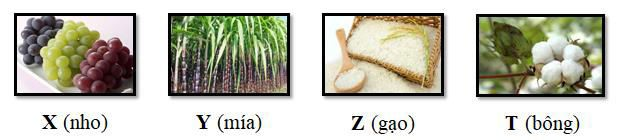 X (nho) Y (mía) Z (gạo) T (bông)